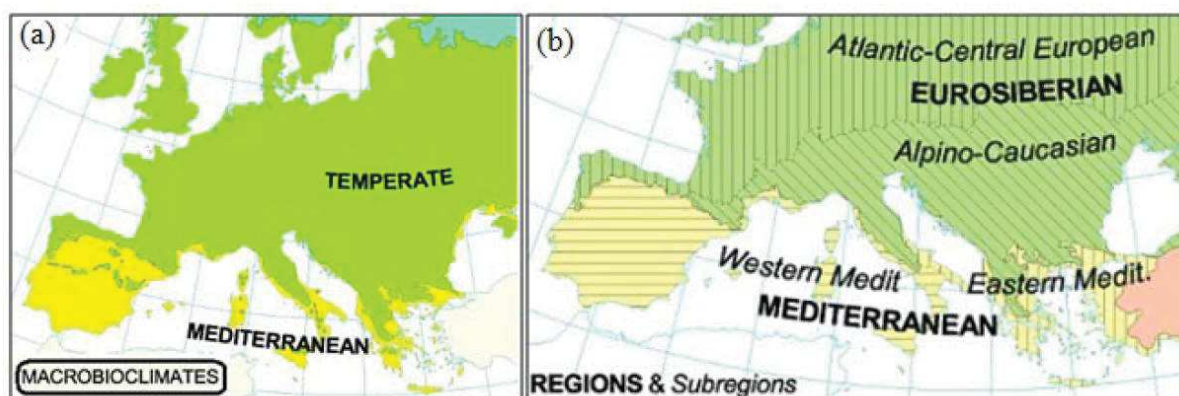 (a)
TEMPERATE
MEDITERRANEAN
MACROBIOCLIMATES
(b)
Atlantic-Central European
EUROSIBERIAN
Alpino-Caucasian
Western Medit
Eastern Medit.
MEDITERRANEAN
REGIONS & Subregions